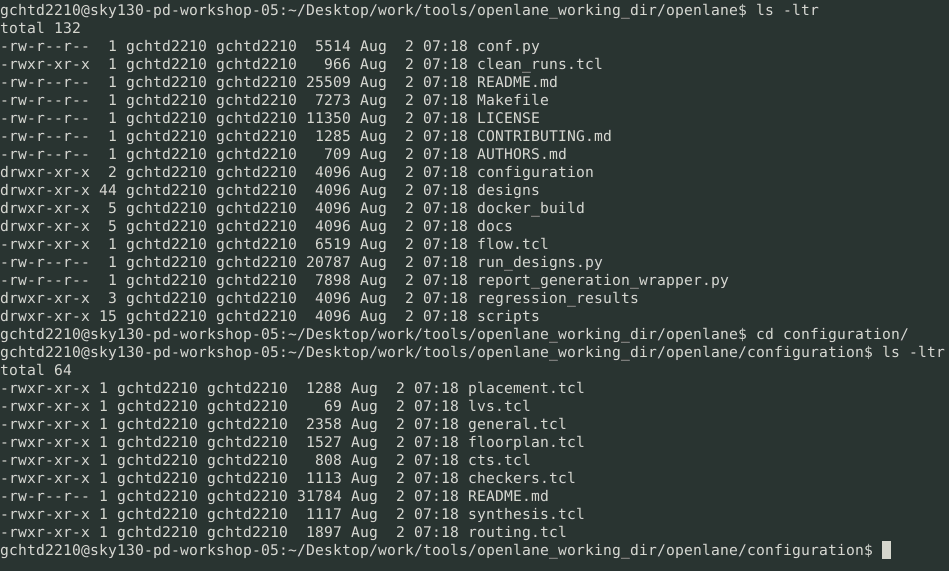 gchtd2210@sky130-pd-workshop-05:~/Desktop/work/tools/openlane_working_dir/openlane$ ls -ltr
total 132
-rw-r--r--  1 gchtd2210 gchtd2210  5514 Aug  2 07:18 conf.py
-rwxr-xr-x  1 gchtd2210 gchtd2210   966 Aug  2 07:18 clean_runs.tcl
-rw-r--r--  1 gchtd2210 gchtd2210 25509 Aug  2 07:18 README.md
-rw-r--r--  1 gchtd2210 gchtd2210  7273 Aug  2 07:18 Makefile
-rw-r--r--  1 gchtd2210 gchtd2210 11350 Aug  2 07:18 LICENSE
-rw-r--r--  1 gchtd2210 gchtd2210  1285 Aug  2 07:18 CONTRIBUTING.md
-rw-r--r--  1 gchtd2210 gchtd2210   709 Aug  2 07:18 AUTHORS.md
drwxr-xr-x  2 gchtd2210 gchtd2210  4096 Aug  2 07:18 configuration
drwxr-xr-x 44 gchtd2210 gchtd2210  4096 Aug  2 07:18 designs
drwxr-xr-x  5 gchtd2210 gchtd2210  4096 Aug  2 07:18 docker_build
drwxr-xr-x  5 gchtd2210 gchtd2210  4096 Aug  2 07:18 docs
-rwxr-xr-x  1 gchtd2210 gchtd2210  6519 Aug  2 07:18 flow.tcl
-rw-r--r--  1 gchtd2210 gchtd2210 20787 Aug  2 07:18 run_designs.py
-rw-r--r--  1 gchtd2210 gchtd2210  7898 Aug  2 07:18 report_generation_wrapper.py
drwxr-xr-x  3 gchtd2210 gchtd2210  4096 Aug  2 07:18 regression_results
drwxr-xr-x 15 gchtd2210 gchtd2210  4096 Aug  2 07:18 scripts
gchtd2210@sky130-pd-workshop-05:~/Desktop/work/tools/openlane_working_dir/openlane$ cd configuration/
gchtd2210@sky130-pd-workshop-05:~/Desktop/work/tools/openlane_working_dir/openlane/configuration$ ls -ltr
total 64
-rwxr-xr-x 1 gchtd2210 gchtd2210  1288 Aug  2 07:18 placement.tcl
-rwxr-xr-x 1 gchtd2210 gchtd2210    69 Aug  2 07:18 lvs.tcl
-rwxr-xr-x 1 gchtd2210 gchtd2210  2358 Aug  2 07:18 general.tcl
-rwxr-xr-x 1 gchtd2210 gchtd2210  1527 Aug  2 07:18 floorplan.tcl
-rwxr-xr-x 1 gchtd2210 gchtd2210   808 Aug  2 07:18 cts.tcl
-rwxr-xr-x 1 gchtd2210 gchtd2210  1113 Aug  2 07:18 checkers.tcl
-rw-r--r-- 1 gchtd2210 gchtd2210 31784 Aug  2 07:18 README.md
-rwxr-xr-x 1 gchtd2210 gchtd2210  1117 Aug  2 07:18 synthesis.tcl
-rwxr-xr-x 1 gchtd2210 gchtd2210  1897 Aug  2 07:18 routing.tcl
gchtd2210@sky130-pd-workshop-05:~/Desktop/work/tools/openlane_working_dir/openlane/configuration$